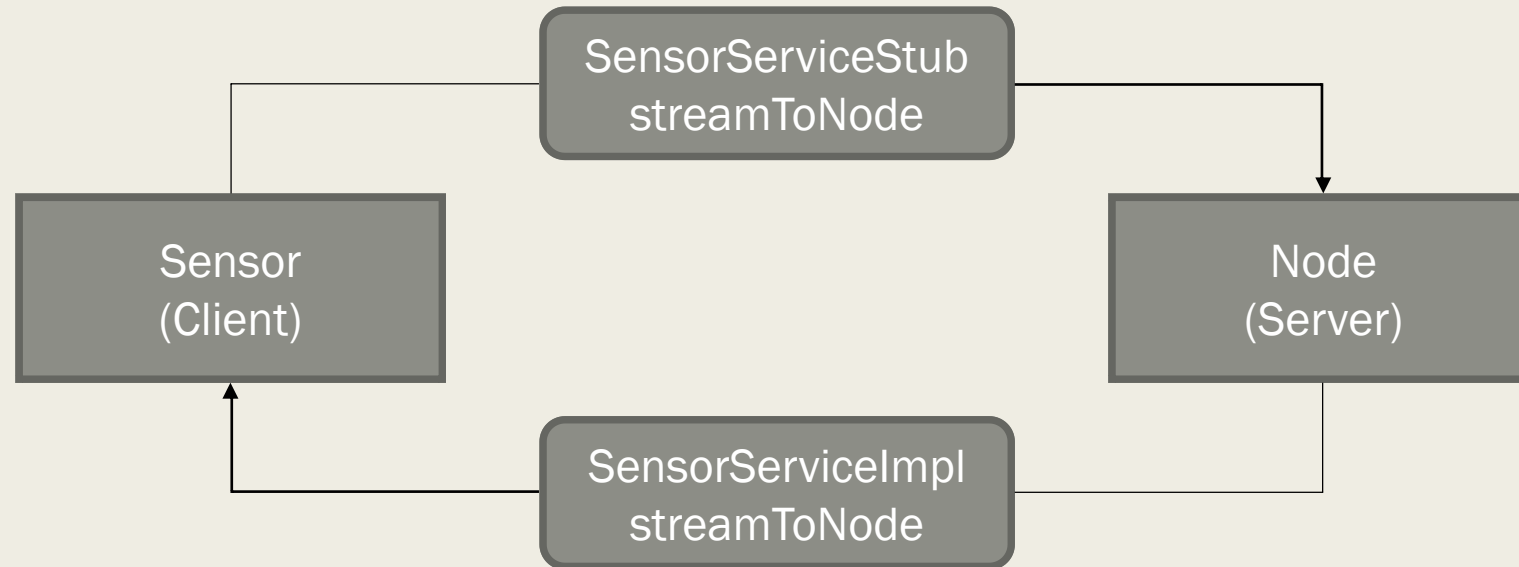 SensorServiceStub
streamToNode
Sensor
(Client)
Node
(Server)
SensorServiceImpl
streamToNode